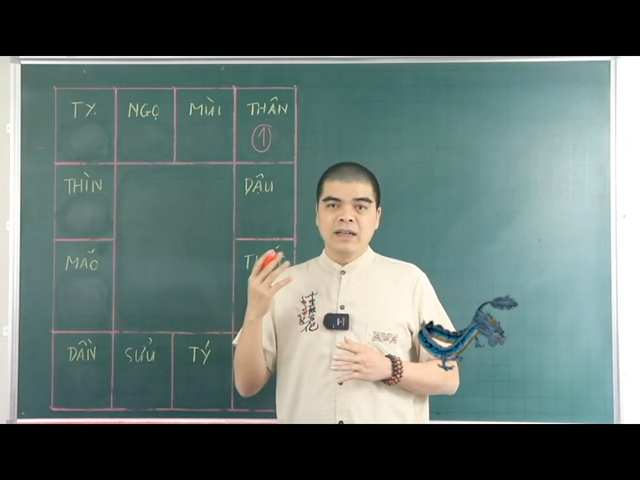 TỴ NGỌ MÙI THÂN
1
THÌN DẬU
MÃO
DẦN SỬU TÝ